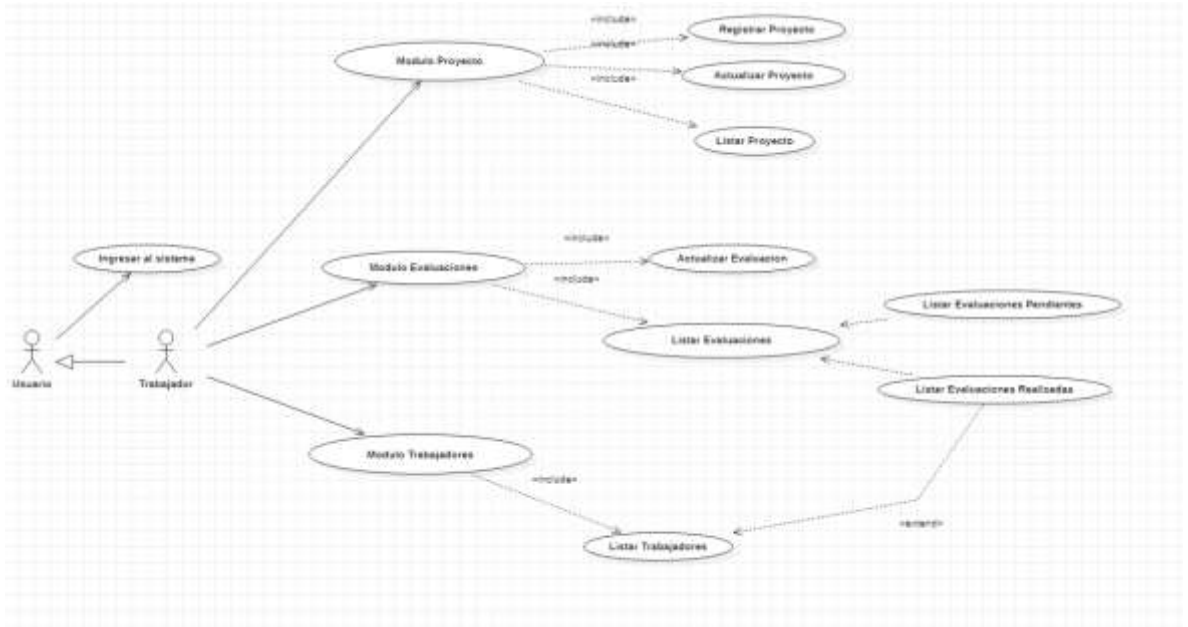 «include»
Registrar Proyecto
«include»
Modulo Proyecto
Actualizar Proyecto
«include»
Listar Proyecto
«include»
Ingresar al sistema
Modulo Evaluaciones
Actualizar Evaluacion
«include»
Listar Evaluaciones Pendientes
Listar Evaluaciones
Usuario
Trabajador
Listar Evaluaciones Realizadas
Modulo Trabajadores
«include»
«extend»
Listar Trabajadores